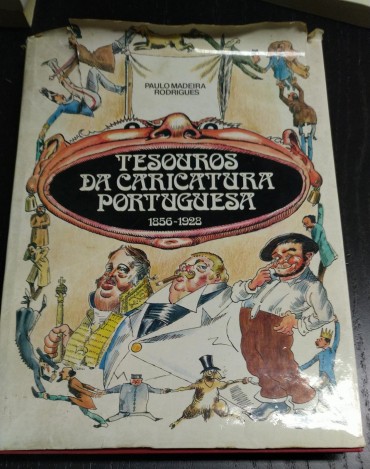 PAULO MADEIRA
RODRIGUES
TESOUROS
DA CARICATURA
PORTUGUESA
1856-1928